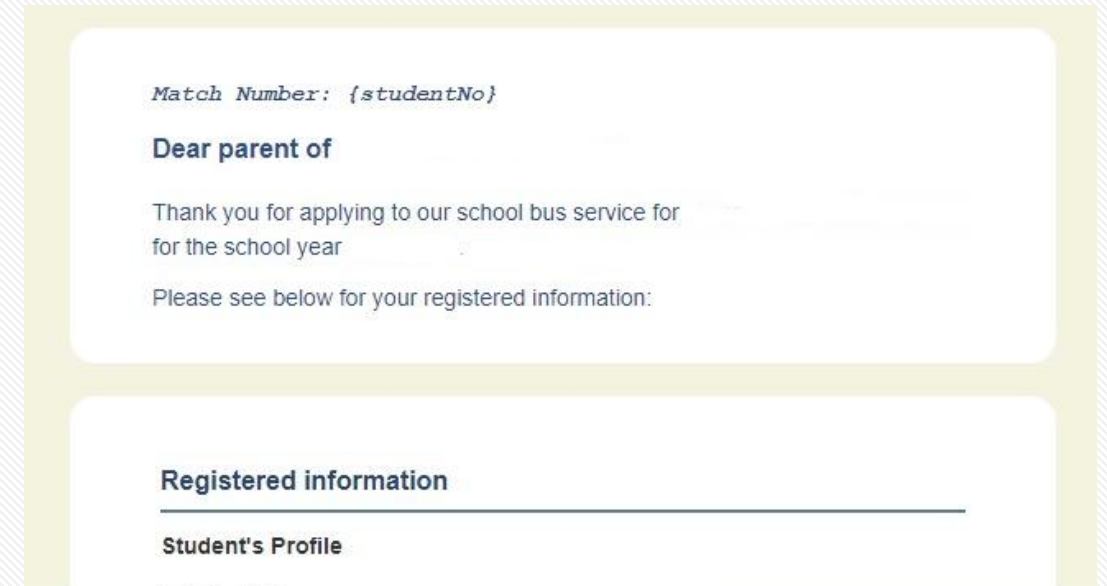 Match Number: {studentNo}
Dear parent of
Thank you for applying to our school bus service for
for the school year
.
Please see below for your registered information:
Registered information
Student's Profile